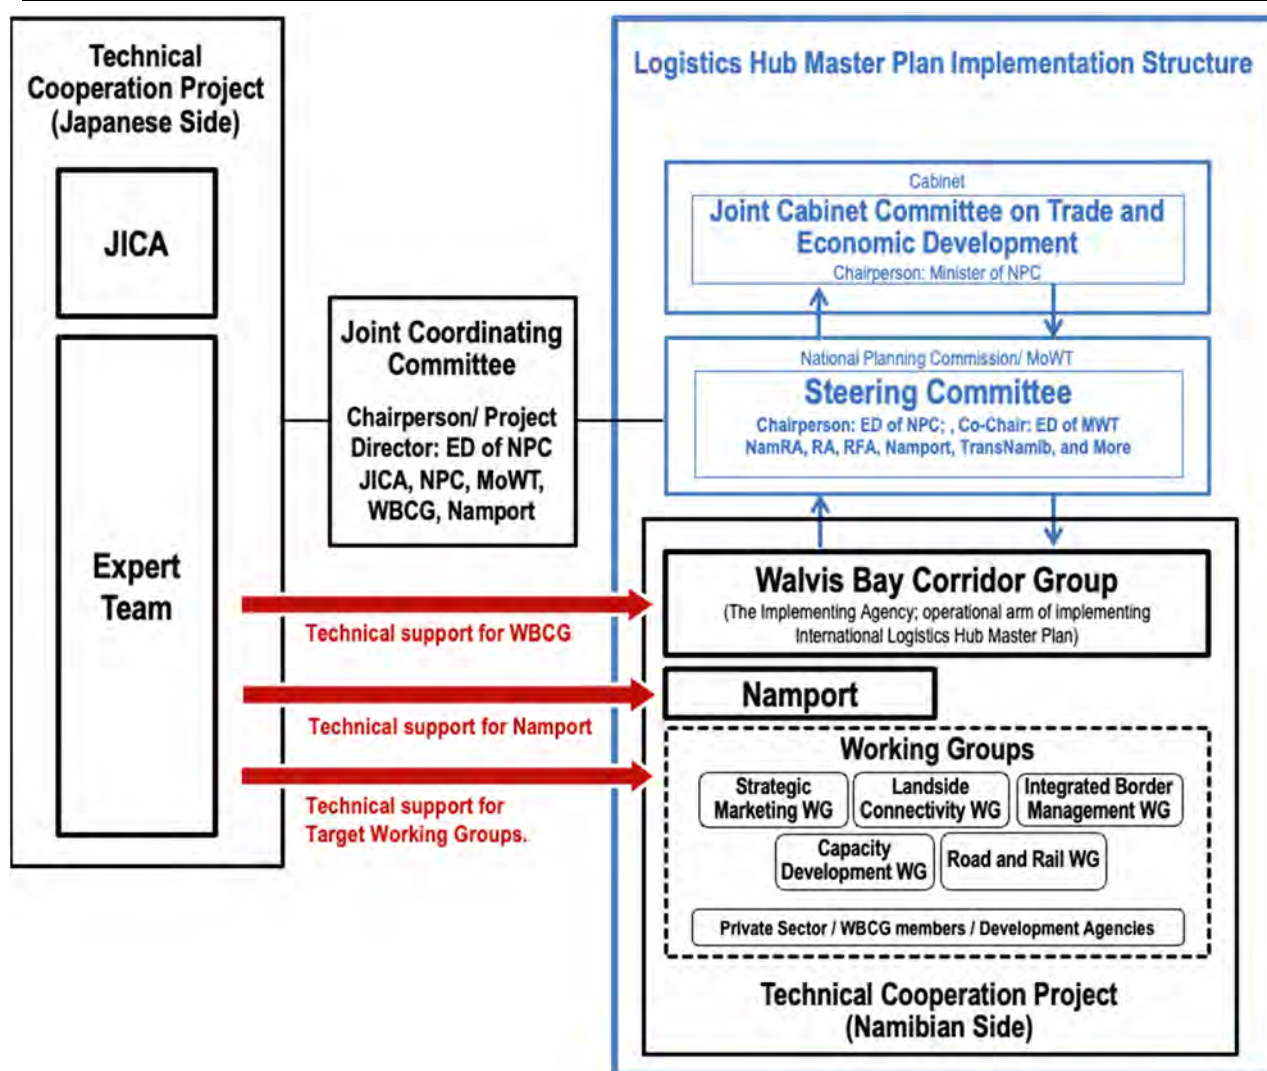 Technical
Cooperation Project
(Japanese Side)
JICA
Expert
Team
Joint Coordinating
Committee
Chairperson/ Project
Director: ED of NPC
JICA, NPC, MoWT,
WBCG, Namport
Technical support for WBCG
Technical support for Namport
Technical support for
Target Working Groups.
Logistics Hub Master Plan Implementation Structure
Cabinet
Joint Cabinet Committee on Trade and
Economic Development
Chairperson: Minister of NPC
National Planning Commission/ MoWT
Steering Committee
Chairperson: ED of NPC; , Co-Chair: ED of MWT
NamRA, RA, RFA, Namport, TransNamib, and More
Walvis Bay Corridor Group
(The Implementing Agency; operational arm of implementing
International Logistics Hub Master Plan)
Namport
Working Groups
Strategic
Marketing WG
Landside
Connectivity WG
Integrated Border
Management WG
Capacity
Development WG
Road and Rail WG
Private Sector / WBCG members / Development Agencies
Technical Cooperation Project
(Namibian Side)